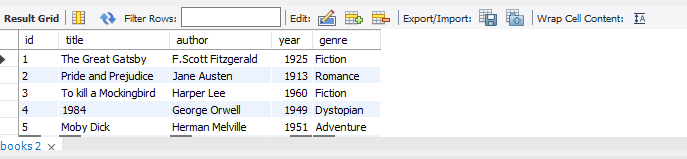 Result Grid Filter Rows: Edit: Export/Import: Wrap Cell Content:
id title author year genre
1 The Great Gatsby F.Scott Fitzgerald 1925 Fiction
2 Pride and Prejudice Jane Austen 1913 Romance
3 To kill a Mockingbird Harper Lee 1960 Fiction
4 1984 George Orwell 1949 Dystopian
5 Moby Dick Herman Melville 1951 Adventure
books 2